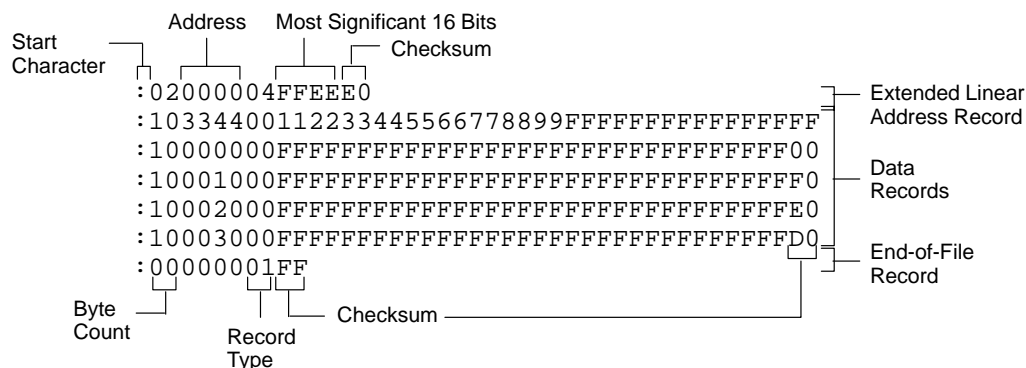 Address
Most Significant 16 Bits
Start
Character
Checksum
:02000004FFEEE0
Extended Linear
Address Record
:10334400112233445566778899FFFFFFFFFFFFFFFF
:10000000FFFFFFFFFFFFFFFFFFFFFFFFFFFFFFFF00
:10001000FFFFFFFFFFFFFFFFFFFFFFFFFFFFFFFFF0
:10002000FFFFFFFFFFFFFFFFFFFFFFFFFFFFFFFFE0
:10003000FFFFFFFFFFFFFFFFFFFFFFFFFFFFFFFFD0
Data
Records
:00000001FF
End-of-File
Record
Byte
Count
Record
Type
Checksum